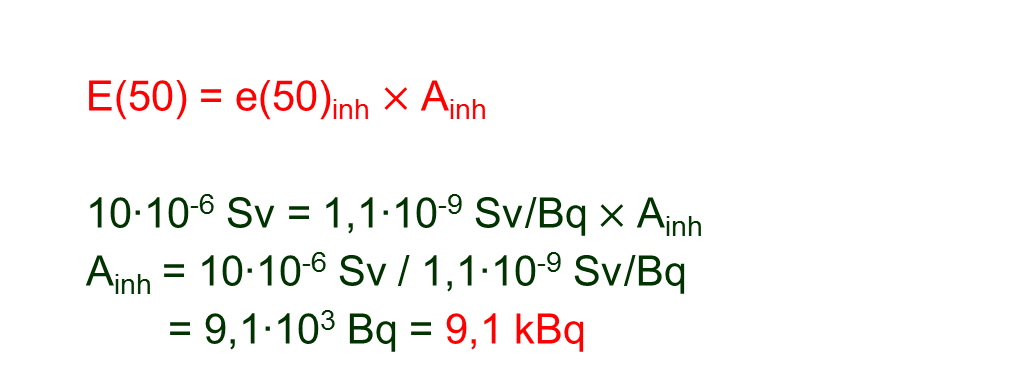 E(50) = e(50)inh × Ainh
10·10-6 Sv = 1,1·10-9 Sv/Bq × Ainh
Ainh = 10·10-6 Sv / 1,1·10-9 Sv/Bq
= 9,1·103 Bq = 9,1 kBq